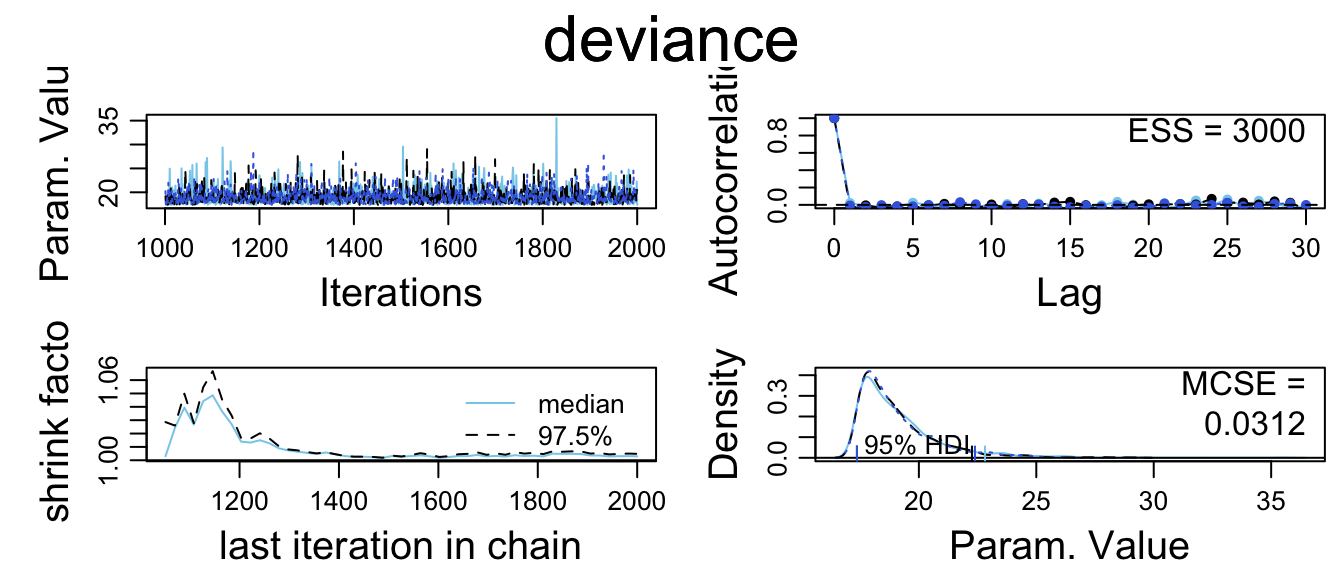 deviance
Param. Valu
35
20
1000 1200 1400 1600 1800 2000
Iterations
Autocorrelatio
0.8
0.0
ESS = 3000
0 5 10 15 20 25 30
Lag
shrink facto
1.06
1.00
median
97.5%
1200 1400 1600 1800 2000
last iteration in chain
Density
0.3
0.0
MCSE =
0.0312
95% HDI
20 25 30 35
Param. Value